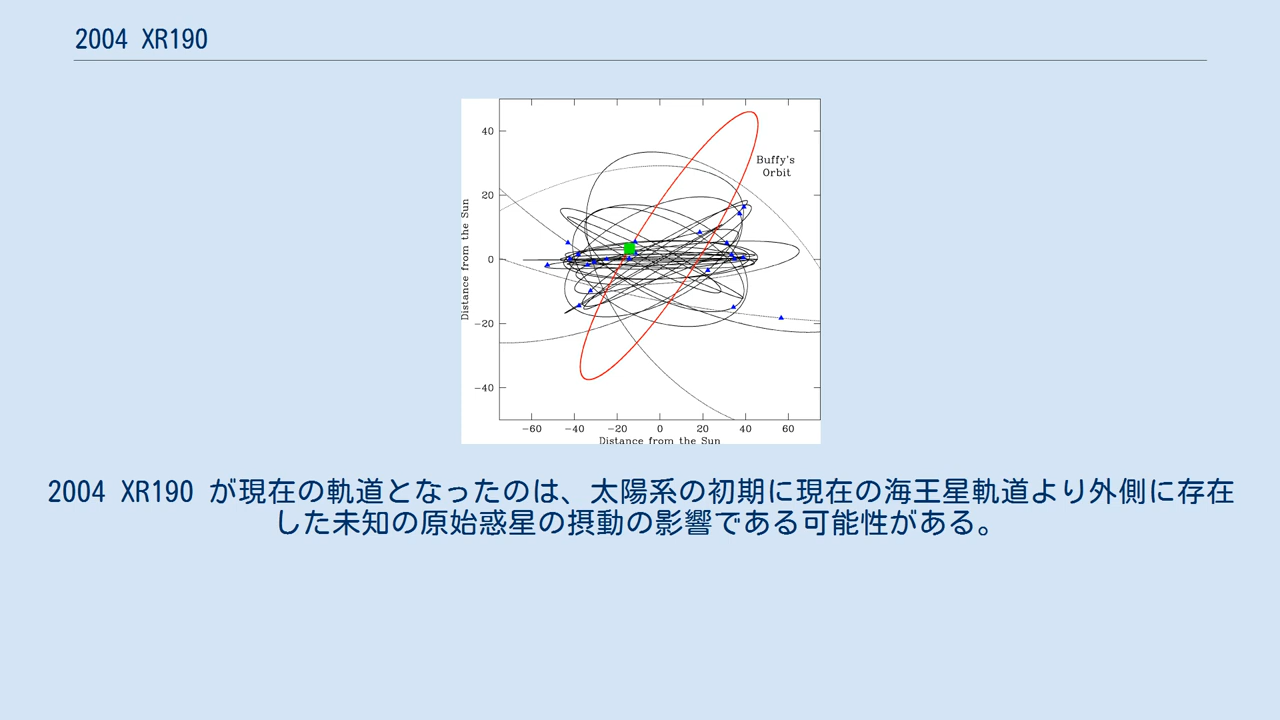 2004 XR190
40
20
0
−20
−40
Distance from the Sun
Buffy's
Orbit
−60 −40 −20 0 20 40 60
Distance from the Sun
2004 XR190 が現在の軌道となったのは、太陽系の初期に現在の海王星軌道より外側に存在
した未知の原始惑星の摂動の影響である可能性がある。